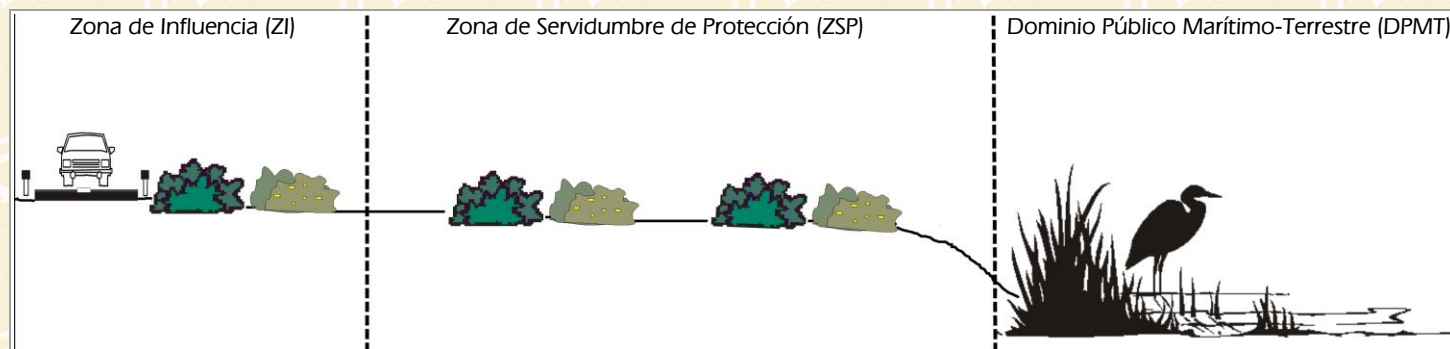 Zona de Influencia (ZI)
Zona de Servidumbre de Protección (ZSP)
Dominio Público Marítimo-Terrestre (DPMT)